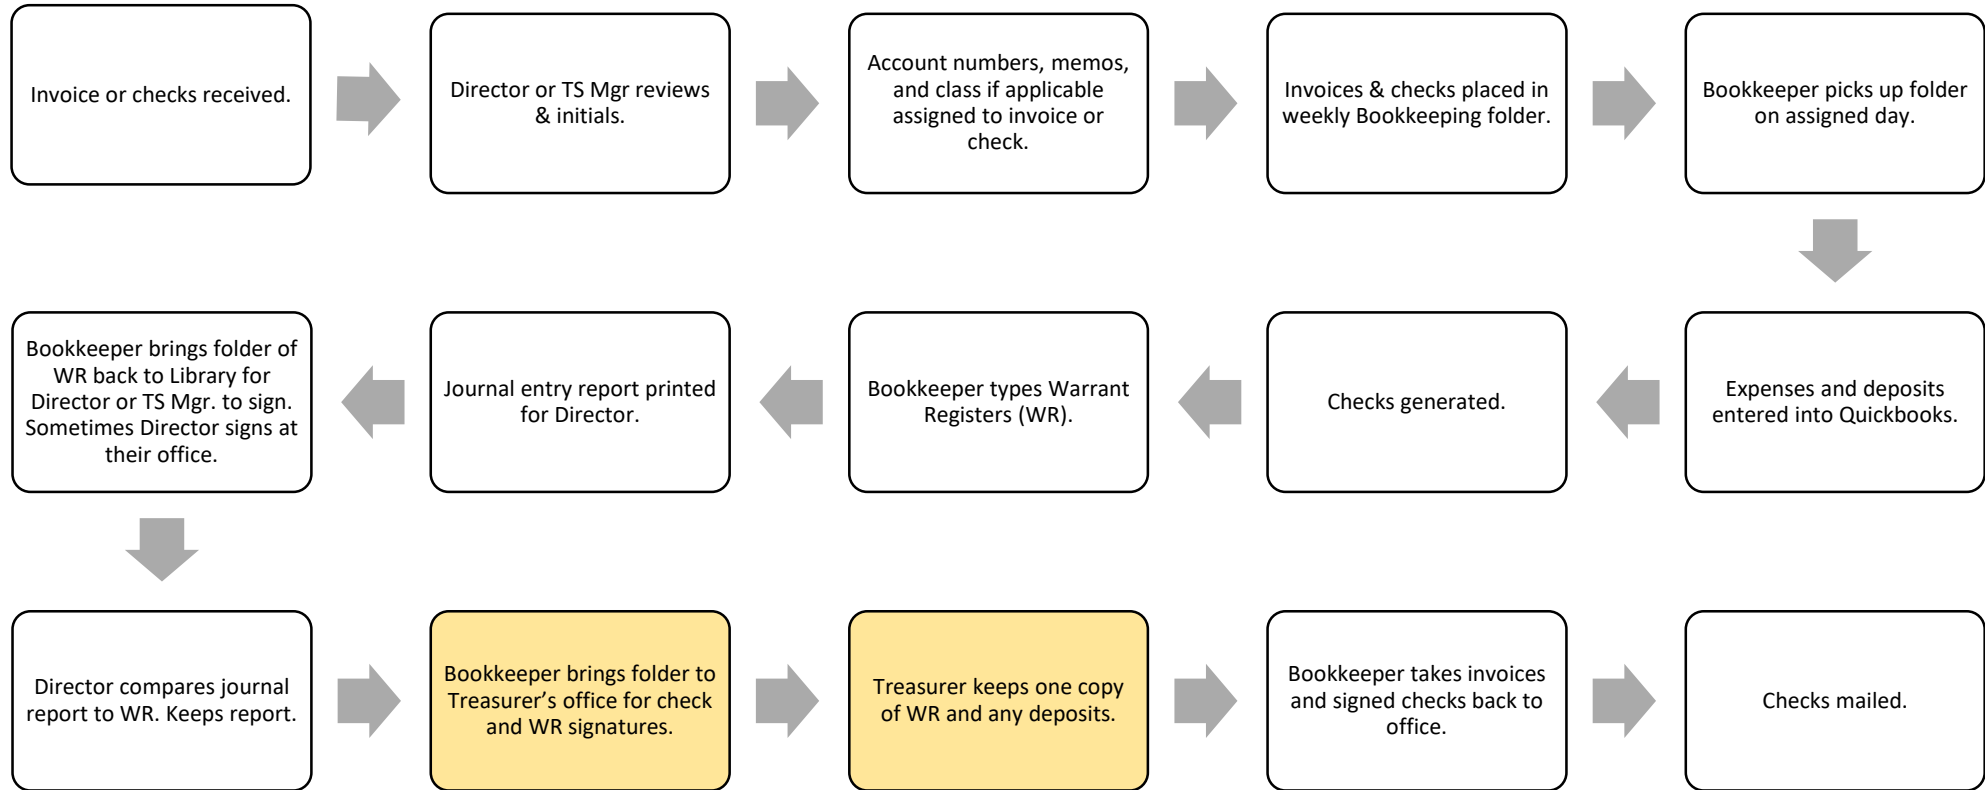 Invoice or checks received.
Director or TS Mgr reviews
& initials.
Account numbers, memos,
and class if applicable
assigned to invoice or
check.
Invoices & checks placed in
weekly Bookkeeping folder.
Bookkeeper picks up folder
on assigned day.
Expenses and deposits
entered into Quickbooks.
Checks generated.
Bookkeeper types Warrant
Registers (WR).
Journal entry report printed
for Director.
Bookkeeper brings folder of
WR back to Library for
Director or TS Mgr. to sign.
Sometimes Director signs at
their office.
Director compares journal
report to WR. Keeps report.
Bookkeeper brings folder to
Treasurer’s office for check
and WR signatures.
Treasurer keeps one copy
of WR and any deposits.
Bookkeeper takes invoices
and signed checks back to
office.
Checks mailed.